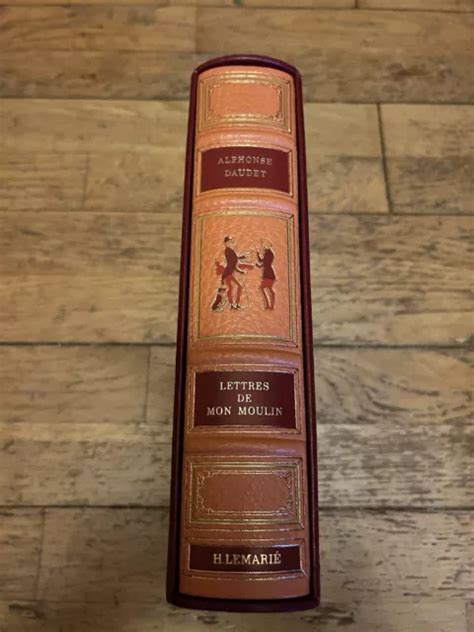 ALPHONSE
DAUDET
LETTRES
DE
MON MOULIN
H.LEMARIÉ